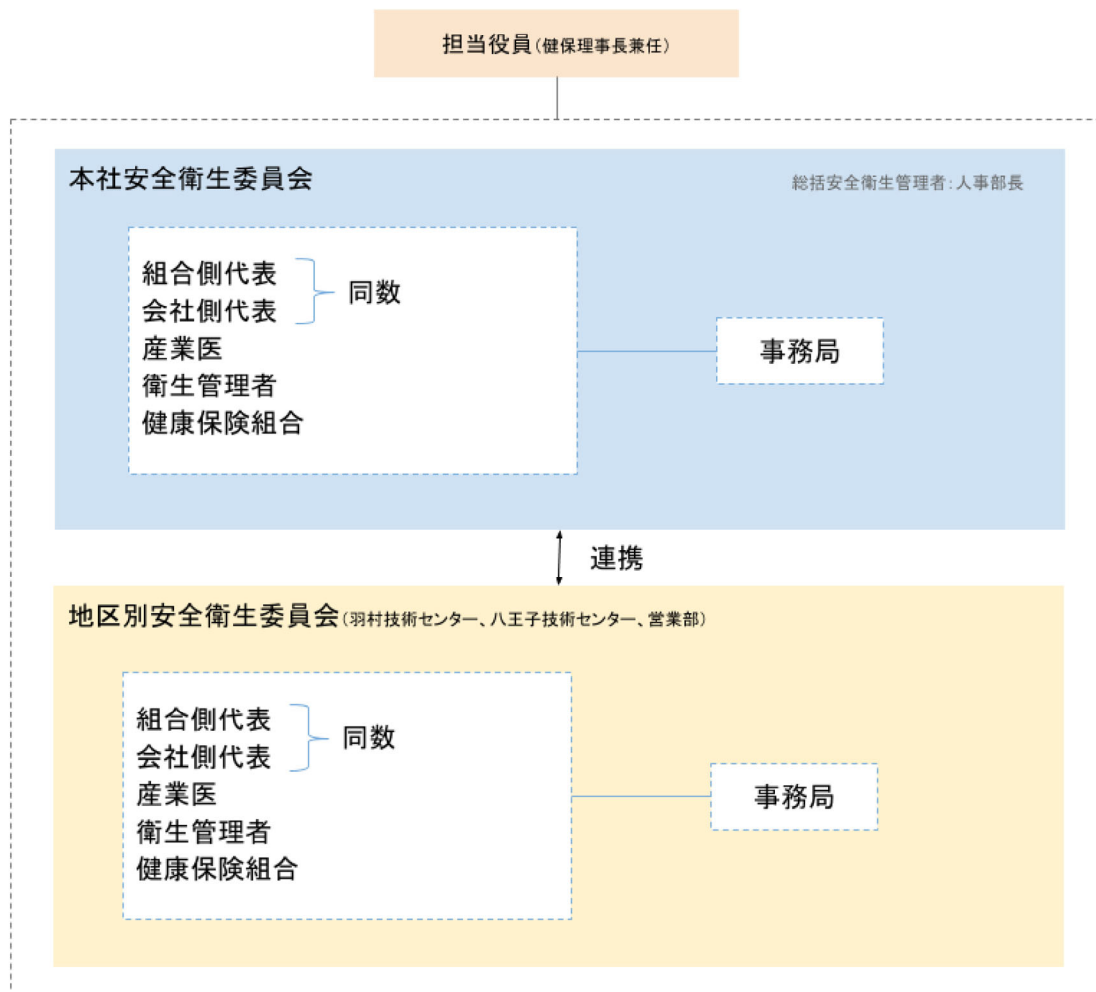 担当役員(健保理事長兼任)
本社安全衛生委員会
総括安全衛生管理者:人事部長
組合側代表
会社側代表
同数
産業医
衛生管理者
健康保険組合
事務局
連携
地区別安全衛生委員会(羽村技術センター、八王子技術センター、営業部)
組合側代表
会社側代表
同数
産業医
衛生管理者
健康保険組合
事務局